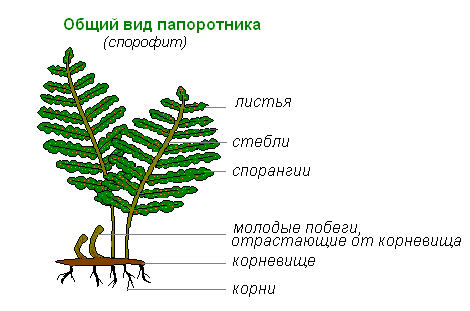 Общий вид папоротника
(спорофит)
листья
стебли
спорангии
молодые побеги,
отрастающие от корневища
корневище
корни